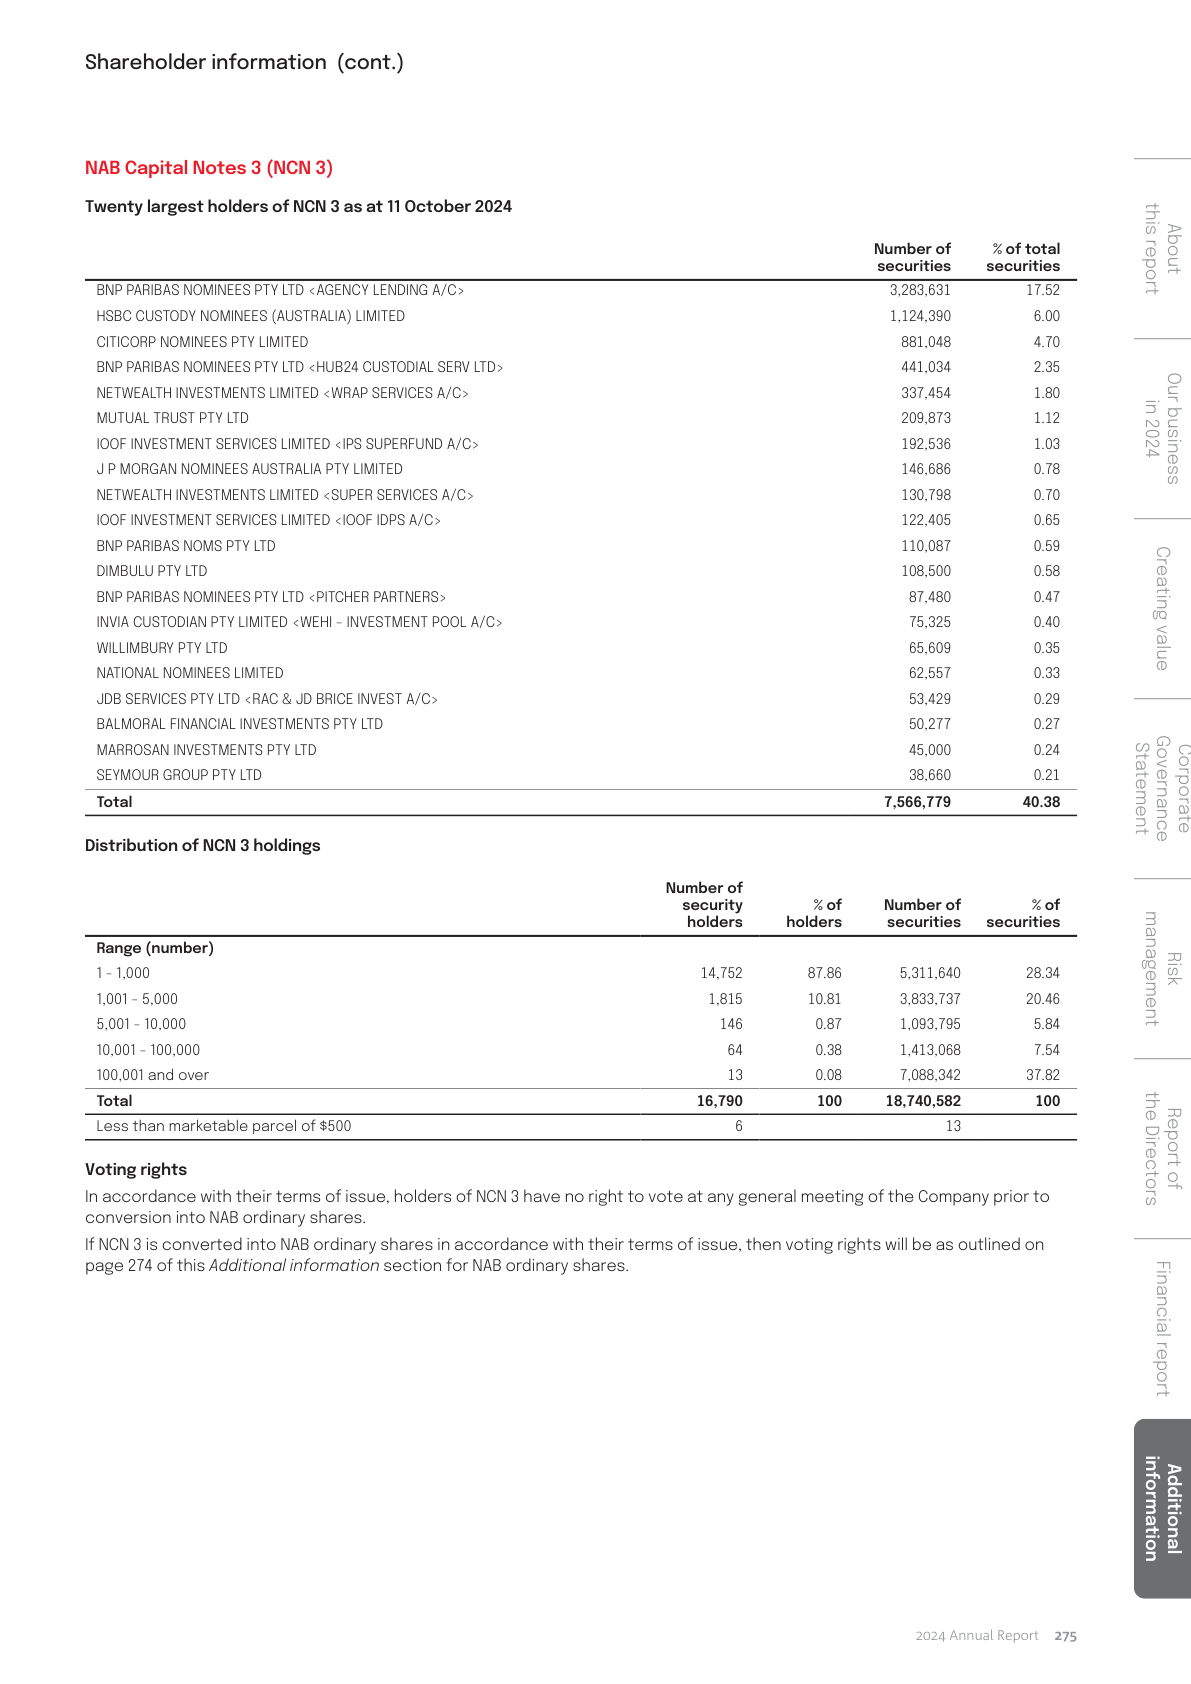 Shareholder information (cont.)
NAB Capital Notes 3 (NCN 3)
Twenty largest holders of NCN 3 as at 11 October 2024
Number of securities % of total securities
BNP PARIBAS NOMINEES PTY LTD <AGENCY LENDING A/C> 3,283,631 17.52
HSBC CUSTODY NOMINEES (AUSTRALIA) LIMITED 1,124,390 6.00
CITICORP NOMINEES PTY LIMITED 881,048 4.70
BNP PARIBAS NOMINEES PTY LTD <HUB24 CUSTODIAL SERV LTD> 441,034 2.35
NETWEALTH INVESTMENTS LIMITED <WRAP SERVICES A/C> 337,454 1.80
MUTUAL TRUST PTY LTD 209,873 1.12
IOOF INVESTMENT SERVICES LIMITED <IPS SUPERFUND A/C> 192,536 1.03
J P MORGAN NOMINEES AUSTRALIA PTY LIMITED 146,686 0.78
NETWEALTH INVESTMENTS LIMITED <SUPER SERVICES A/C> 130,798 0.70
IOOF INVESTMENT SERVICES LIMITED <IOOF IDPS A/C> 122,405 0.65
BNP PARIBAS NOMS PTY LTD 110,087 0.59
DIMBULU PTY LTD 108,500 0.58
BNP PARIBAS NOMINEES PTY LTD <PITCHER PARTNERS> 87,480 0.47
INVIA CUSTODIAN PTY LIMITED <WEHI – INVESTMENT POOL A/C> 75,325 0.40
WILLIMBURY PTY LTD 65,609 0.35
NATIONAL NOMINEES LIMITED 62,557 0.33
JDB SERVICES PTY LTD <RAC & JD BRICE INVEST A/C> 53,429 0.29
BALMORAL FINANCIAL INVESTMENTS PTY LTD 50,277 0.27
MARROSAN INVESTMENTS PTY LTD 45,000 0.24
SEYMOUR GROUP PTY LTD 38,660 0.21
Total 7,566,779 40.38
Distribution of NCN 3 holdings
Number of security holders % of holders Number of securities % of securities
Range (number)
1 – 1,000 14,752 87.86 5,311,640 28.34
1,001 – 5,000 1,815 10.81 3,833,737 20.46
5,001 – 10,000 146 0.87 1,093,795 5.84
10,001 – 100,000 64 0.38 1,413,068 7.54
100,001 and over 13 0.08 7,088,342 37.82
Total 16,790 100 18,740,582 100
Less than marketable parcel of $500 6 13
Voting rights
In accordance with their terms of issue, holders of NCN 3 have no right to vote at any general meeting of the Company prior to
conversion into NAB ordinary shares.
If NCN 3 is converted into NAB ordinary shares in accordance with their terms of issue, then voting rights will be as outlined on
page 274 of this Additional information section for NAB ordinary shares.
About
this report
Our business
in 2024
Creating value
Corporate
Governance
Statement
Risk
management
Report of
the Directors
Financial report
Additional
information
2024 Annual Report 275